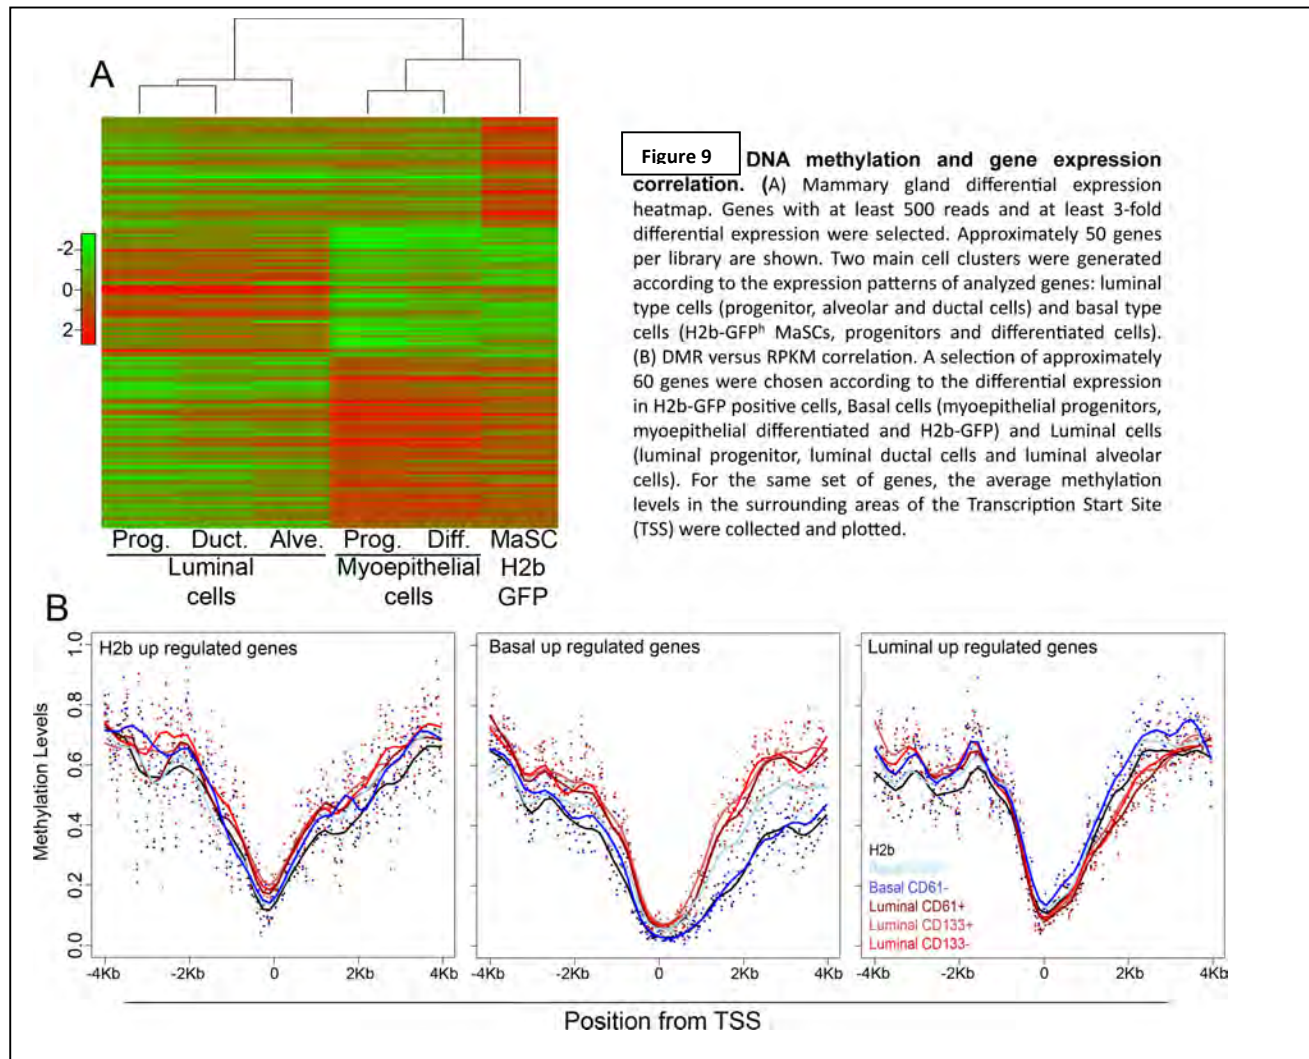 A
-2
0
2
Prog. Duct. Alve. Prog. Diff. MaSC
Luminal Myoepithelial H2b
cells cells GFP
Figure 9 DNA methylation and gene expression
correlation. (A) Mammary gland differential expression
heatmap. Genes with at least 500 reads and at least 3-fold
differential expression were selected. Approximately 50 genes
per library are shown. Two main cell clusters were generated
according to the expression patterns of analyzed genes: luminal
type cells (progenitor, alveolar and ductal cells) and basal type
cells (H2b-GFPʰ MaSCs, progenitors and differentiated cells).
(B) DMR versus RPKM correlation. A selection of approximately
60 genes were chosen according to the differential expression
in H2b-GFP positive cells, Basal cells (myoepithelial progenitors,
myoepithelial differentiated and H2b-GFP) and Luminal cells
(luminal progenitor, luminal ductal cells and luminal alveolar
cells). For the same set of genes, the average methylation
levels in the surrounding areas of the Transcription Start Site
(TSS) were collected and plotted.
B
Methylation Levels
1.0
0.8
0.6
0.4
0.2
0.0
H2b up regulated genes
-4Kb -2Kb 0 2Kb 4Kb
Basal up regulated genes
-4Kb -2Kb 0 2Kb 4Kb
Luminal up regulated genes
H2b
Basal CD61-
Luminal CD61+
Luminal CD133+
Luminal CD133-
-4Kb -2Kb 0 2Kb 4Kb
Position from TSS